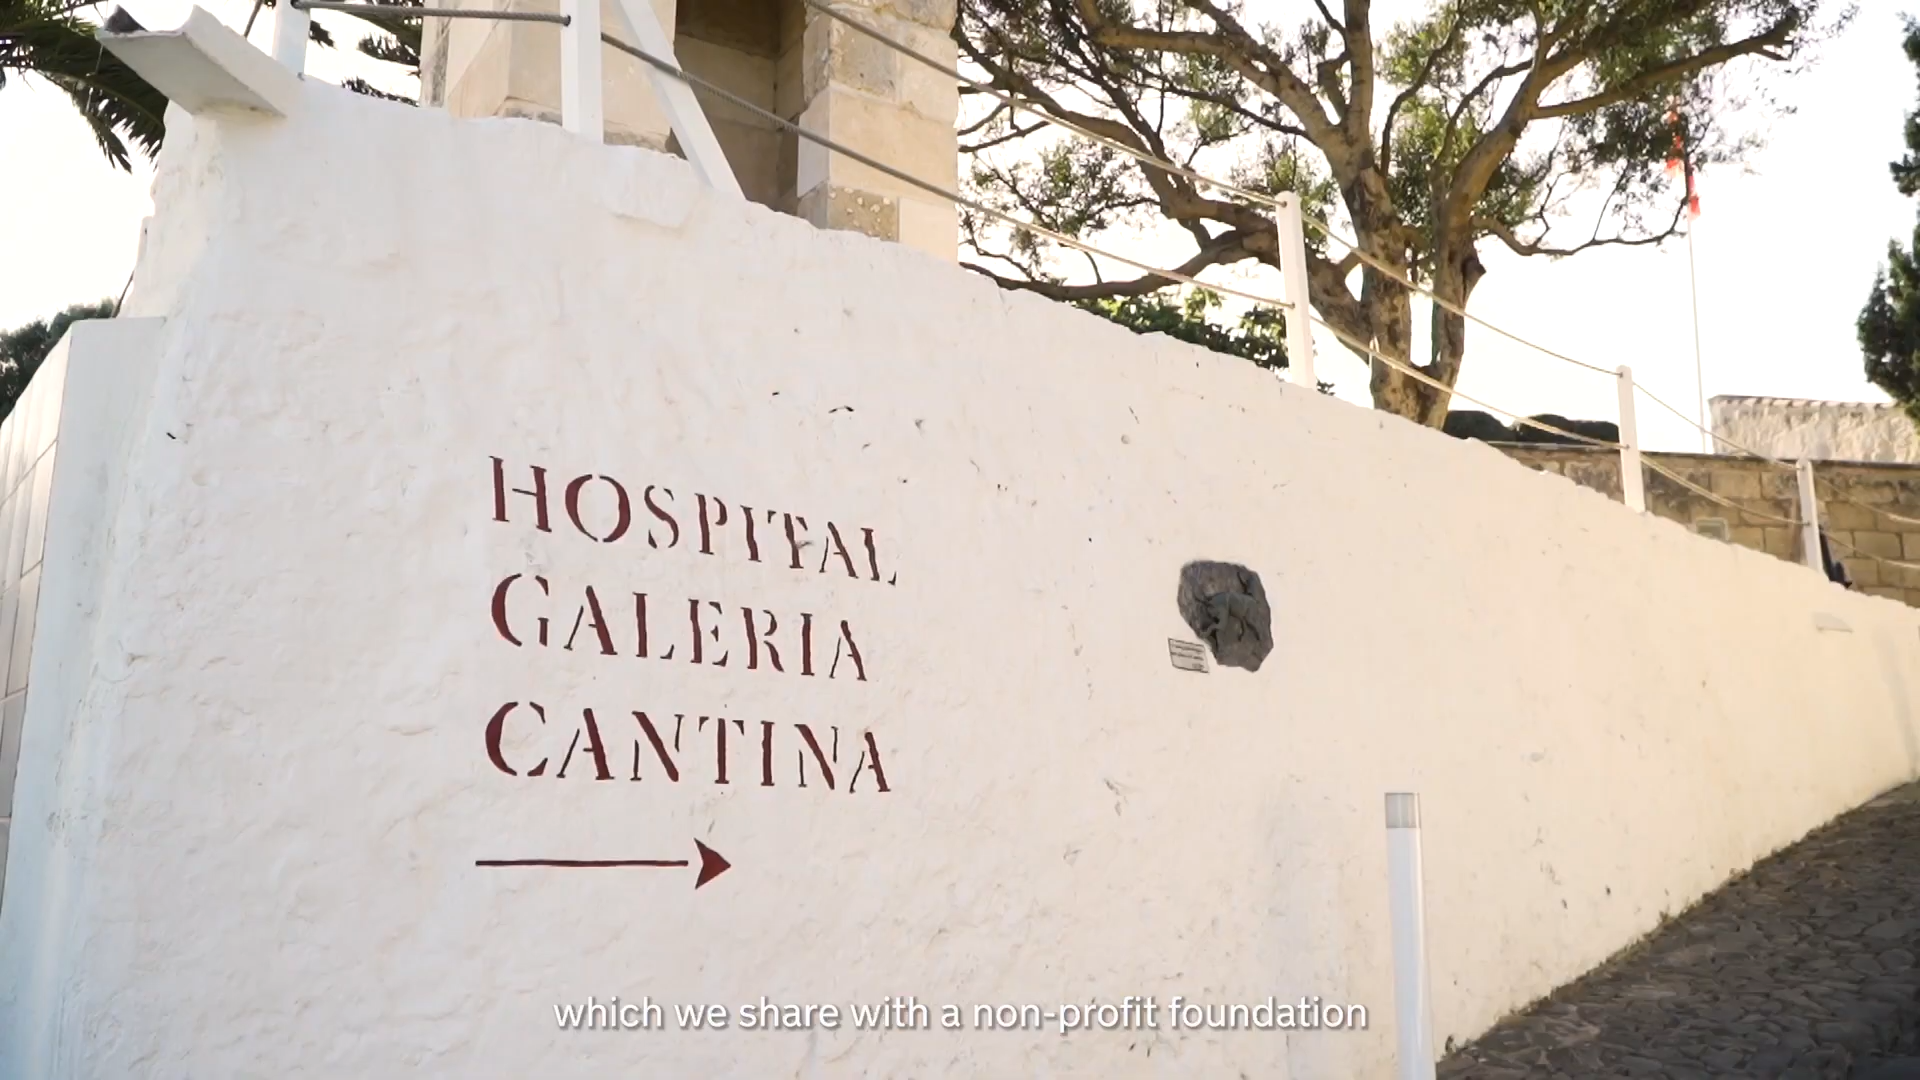 HOSPITAL
GALERIA
CANTINA
which we share with a non-profit foundation